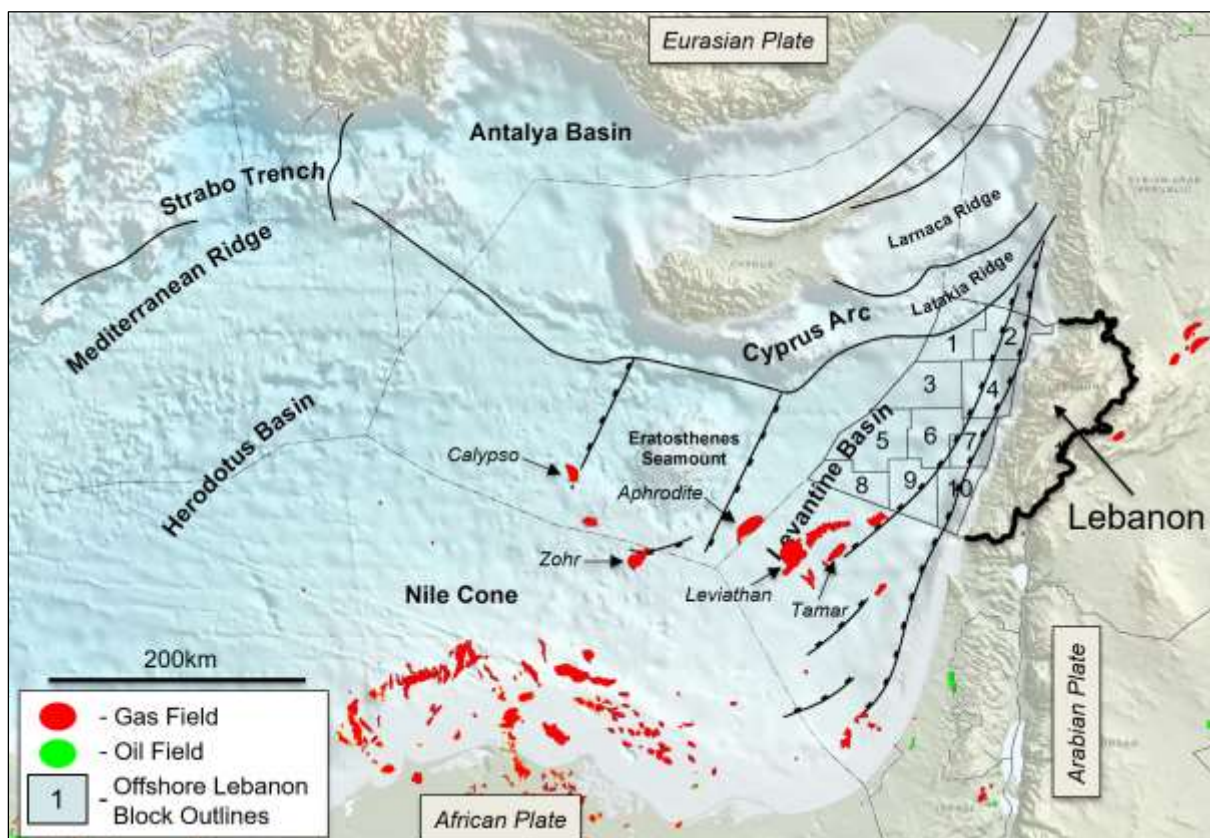 Eurasian Plate
Antalya Basin
Strabo Trench
Mediterranean Ridge
Larnaca Ridge
CYPRUS
Latakia Ridge
Cyprus Arc
1
2
3
4
Herodotus Basin
Levantine Basin
Eratosthenes
Seamount
5
6
7
Calypso
8
9
10
Aphrodite
Lebanon
Zohr
Leviathan
Tamar
Nile Cone
200km
Arabian Plate
- Gas Field
- Oil Field
1
- Offshore Lebanon
Block Outlines
African Plate